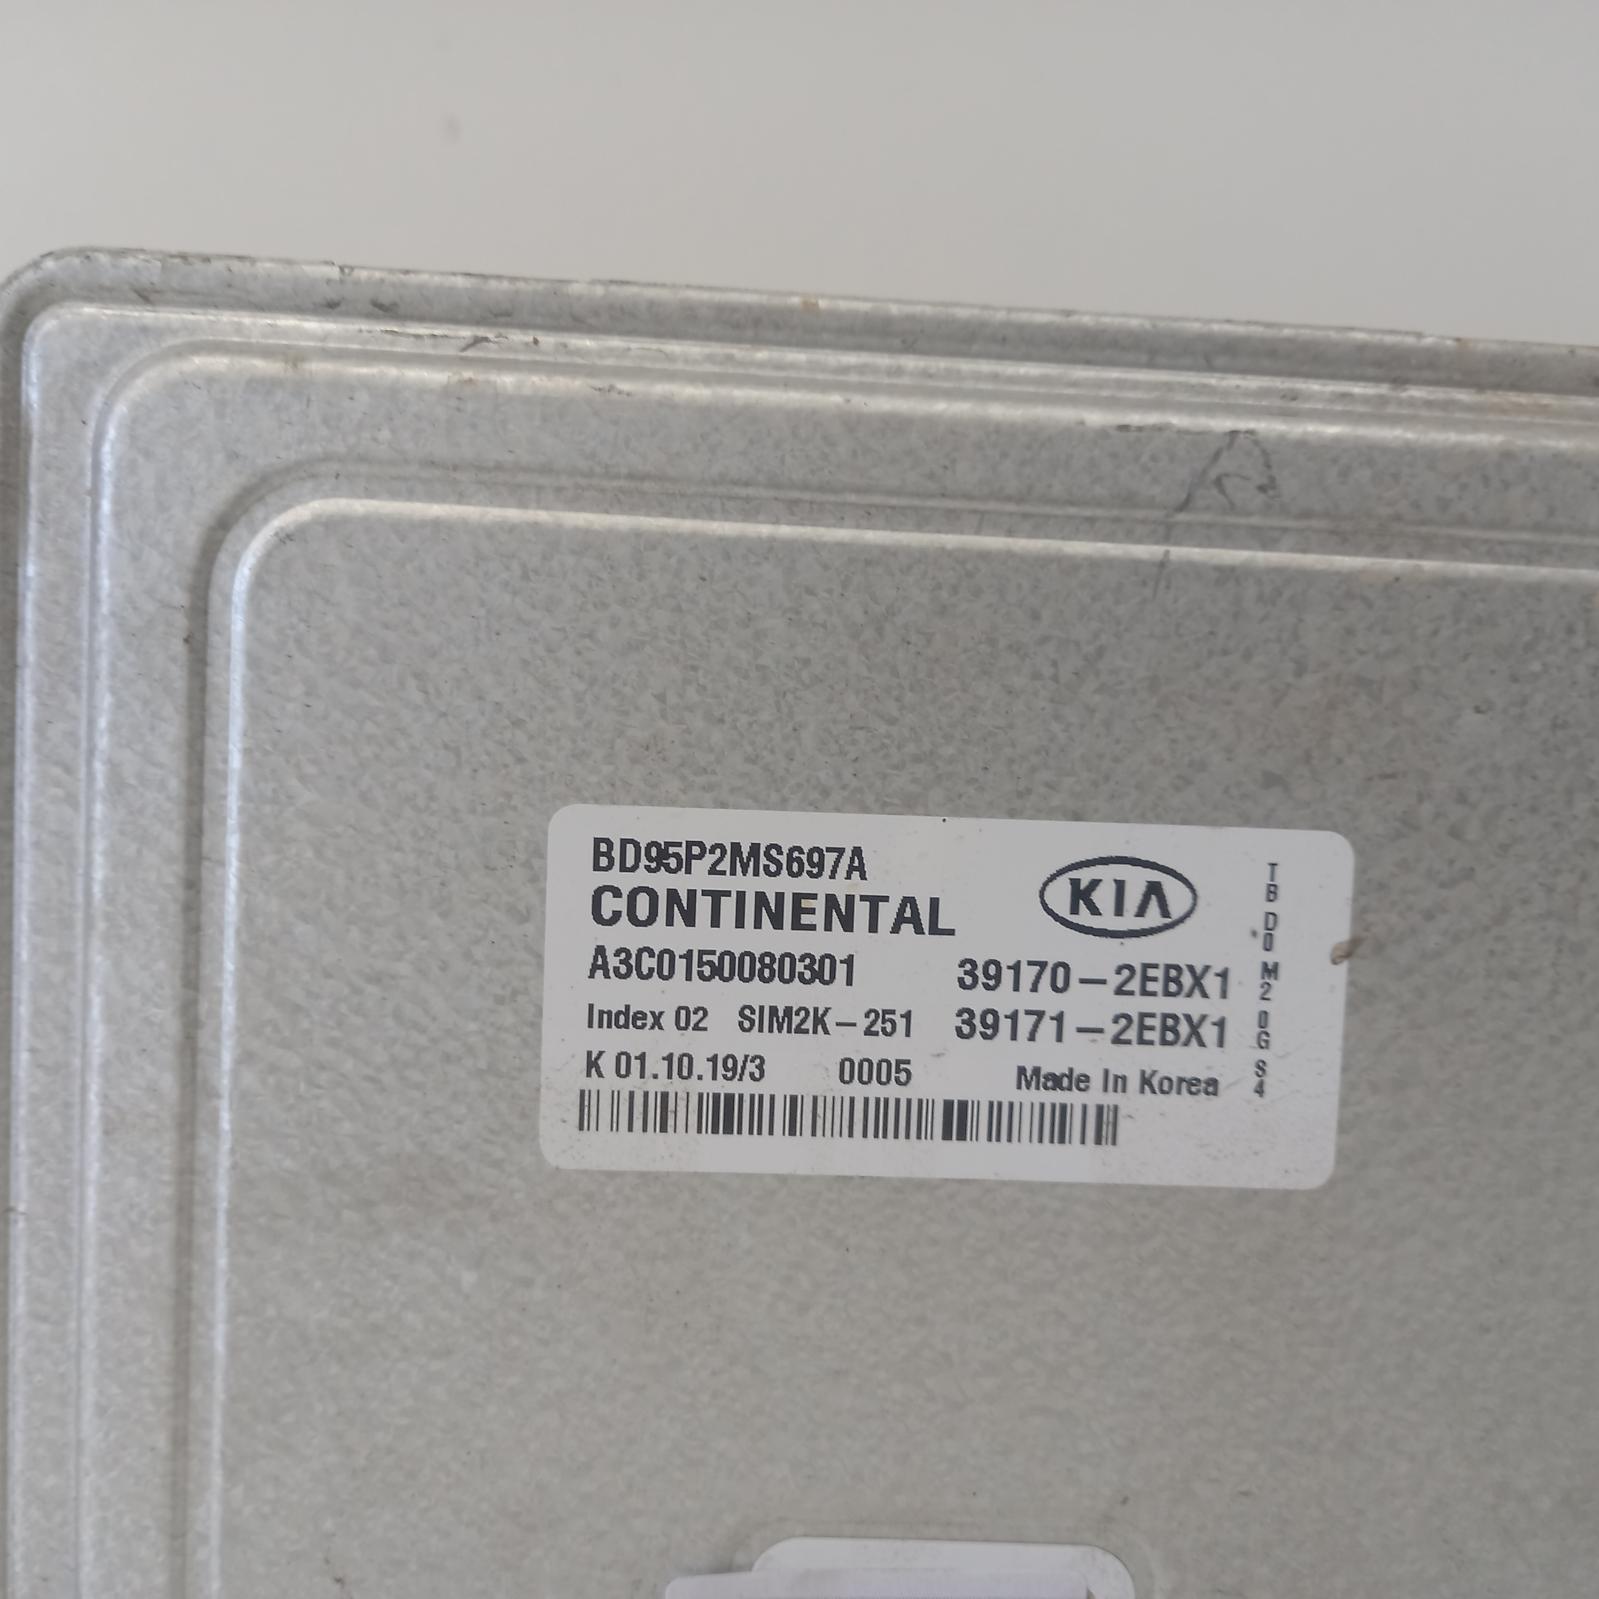 BD95P2MS697A
CONTINENTAL
KIA
A3C0150080301 39170-2EBX1
Index 02 SIM2K-251 39171-2EBX1
K 01.10.19/3 0005 Made In Korea
TB D0 M2 0G S4